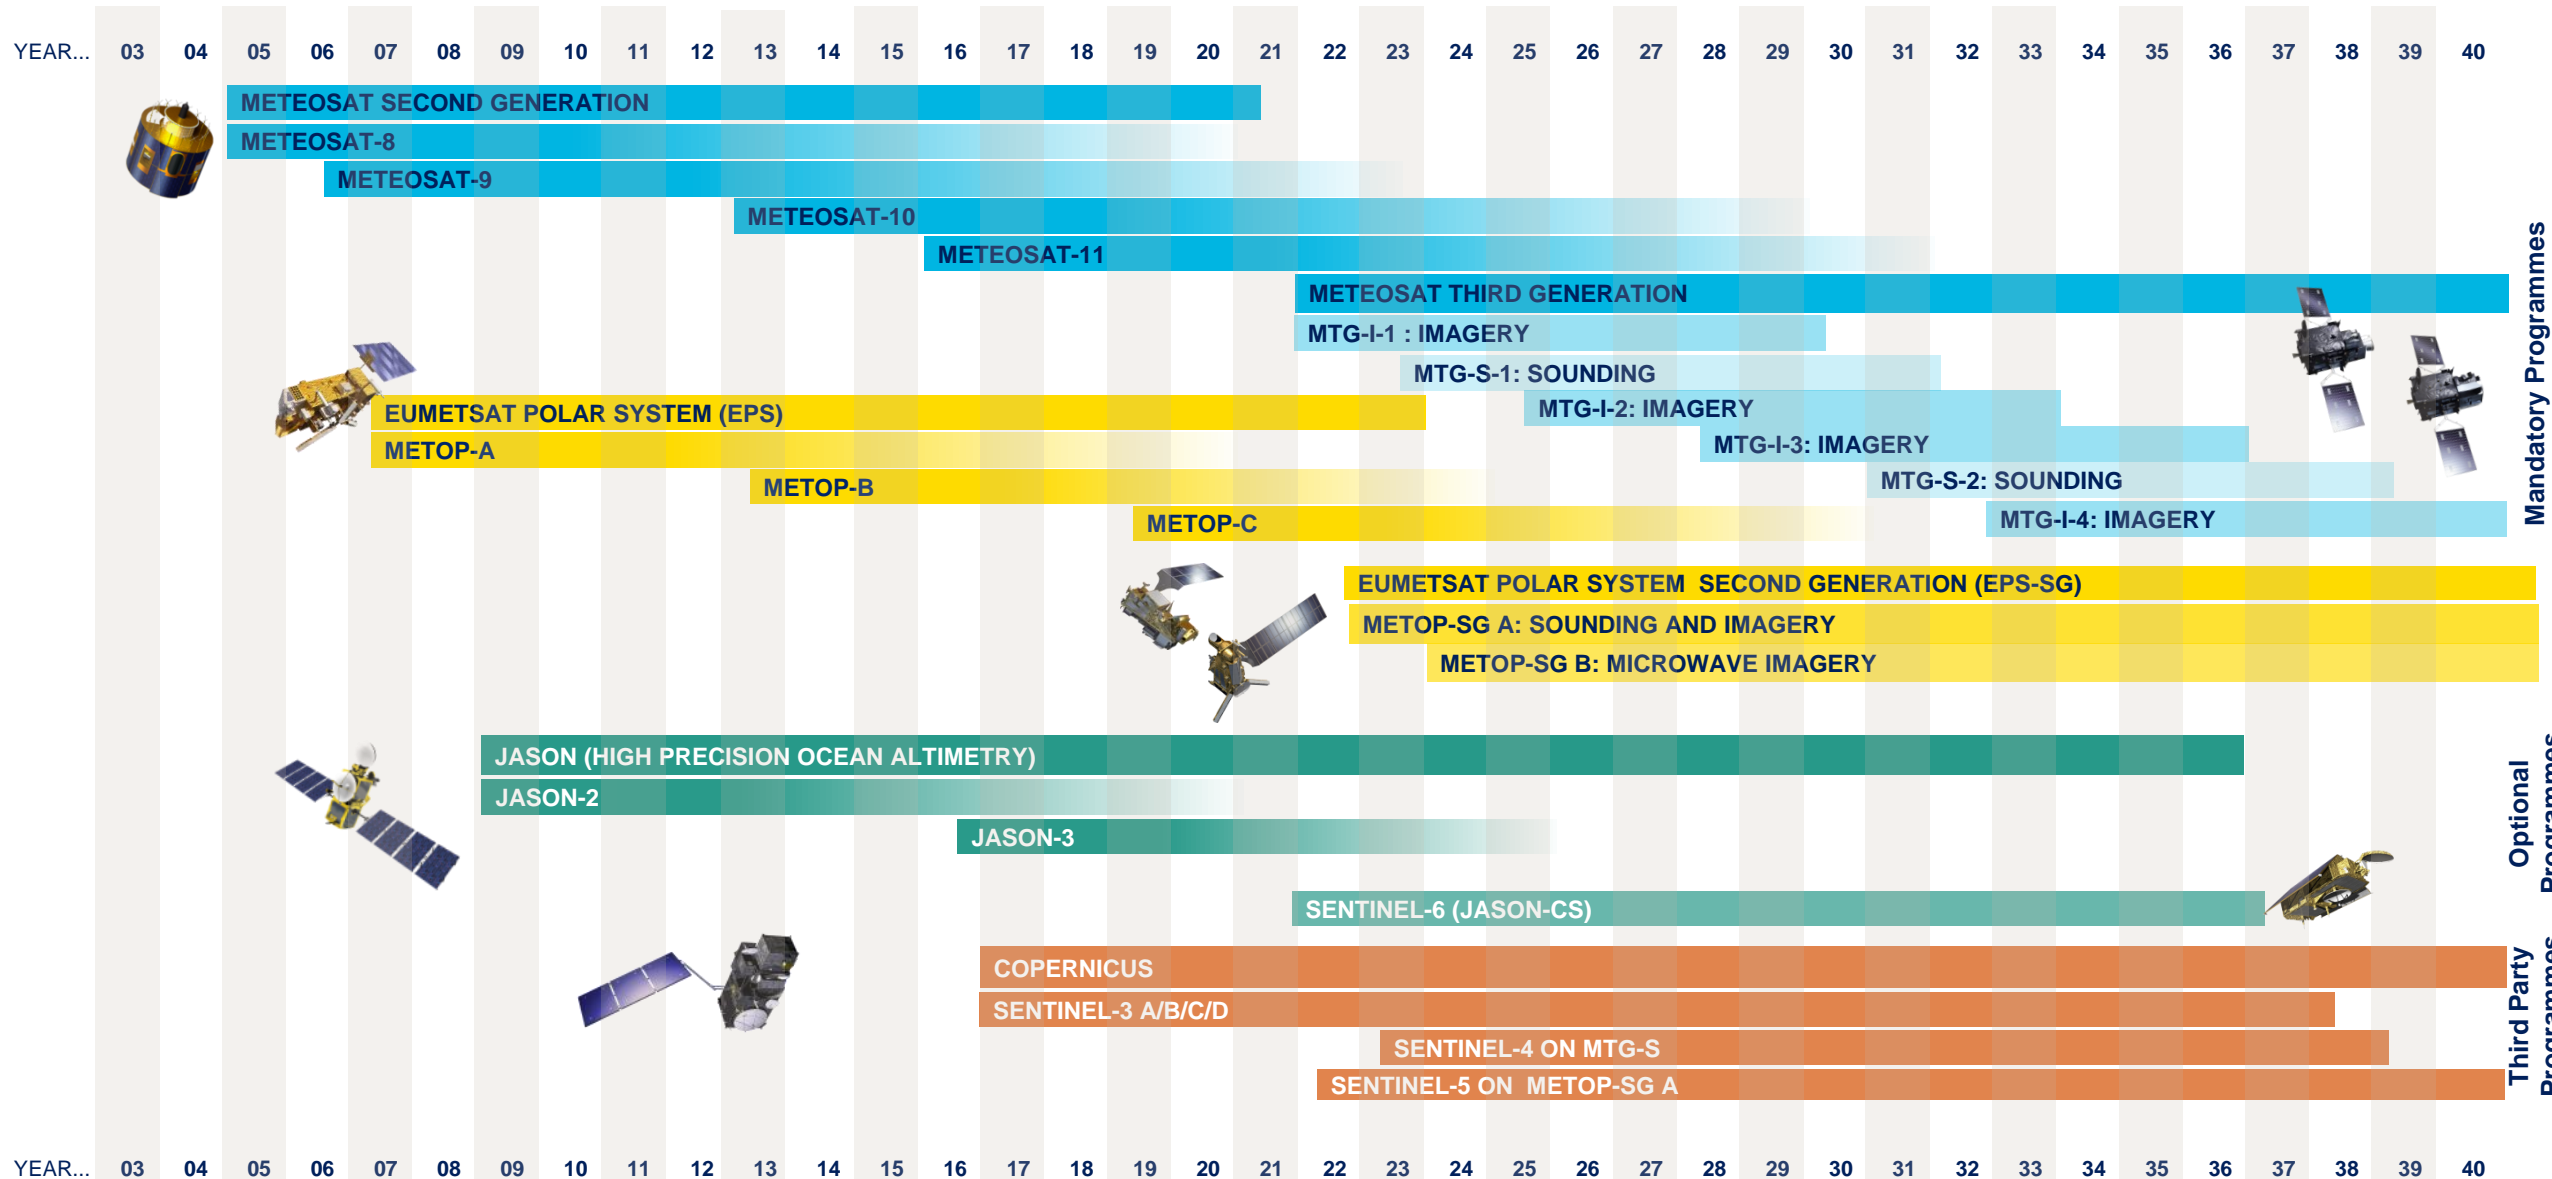 YEAR... 03 04 05 06 07 08 09 10 11 12 13 14 15 16 17 18 19 20 21 22 23 24 25 26 27 28 29 30 31 32 33 34 35 36 37 38 39 40
METEOSAT SECOND GENERATION
METEOSAT-8
METEOSAT-9
METEOSAT-10
METEOSAT-11
METEOSAT THIRD GENERATION
MTG-I-1 : IMAGERY
MTG-S-1: SOUNDING
MTG-I-2: IMAGERY
EUMETSAT POLAR SYSTEM (EPS)
MTG-I-3: IMAGERY
METOP-A
MTG-S-2: SOUNDING
METOP-B
MTG-I-4: IMAGERY
METOP-C
Mandatory Programmes
EUMETSAT POLAR SYSTEM SECOND GENERATION (EPS-SG)
METOP-SG A: SOUNDING AND IMAGERY
METOP-SG B: MICROWAVE IMAGERY
JASON (HIGH PRECISION OCEAN ALTIMETRY)
JASON-2
JASON-3
SENTINEL-6 (JASON-CS)
Optional
Programmes
COPERNICUS
SENTINEL-3 A/B/C/D
SENTINEL-4 ON MTG-S
SENTINEL-5 ON METOP-SG A
Third Party
Programmes
YEAR... 03 04 05 06 07 08 09 10 11 12 13 14 15 16 17 18 19 20 21 22 23 24 25 26 27 28 29 30 31 32 33 34 35 36 37 38 39 40